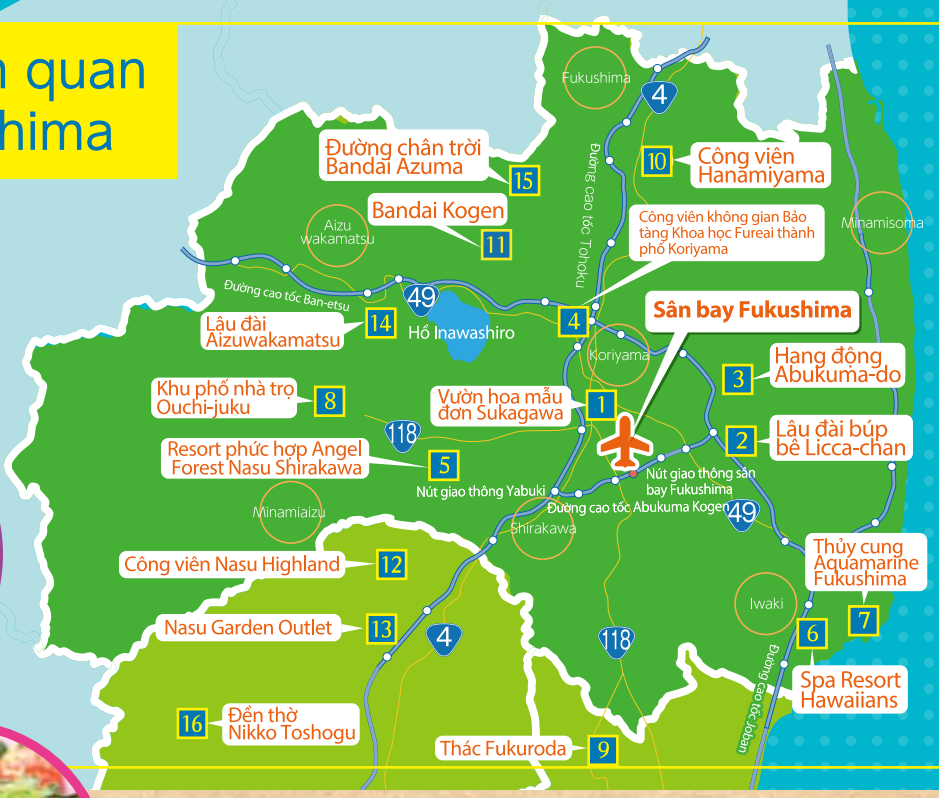 quan
Fukushima
4
Đường chân trời
Bandai Azuma
15
10
Công viên
Hanamiyama
Bandai Kogen
11
Aizu
wakamatsu
Đường cao tốc Tohoku
Công viên không gian Bảo
tàng Khoa học Fureai thành
phố Koriyama
Minamisoma
Đường cao tốc Ban-etsu
49
Lâu đài
Aizuwakamatsu
14
Hồ Inawashiro
4
Sân bay Fukushima
Koriyama
3
Hang động
Abukuma-do
Khu phố nhà trọ
Ouchi-juku
8
Vườn hoa mẫu
đơn Sukagawa
1
118
2
Lâu đài búp
bê Licca-chan
Resort phức hợp Angel
Forest Nasu Shirakawa
5
Nút giao thông Yabuki
Nút giao thông sân
bay Fukushima
Đường cao tốc Abukuma Kogen
49
Minamiaizu
Shirakawa
Công viên Nasu Highland
12
Thủy cung
Aquamarine
Fukushima
Iwaki
7
6
Nasu Garden Outlet
13
4
118
Spa Resort
Hawaiians
Đường cao tốc Joban
16
Đền thờ
Nikko Toshogu
Thác Fukuroda
9